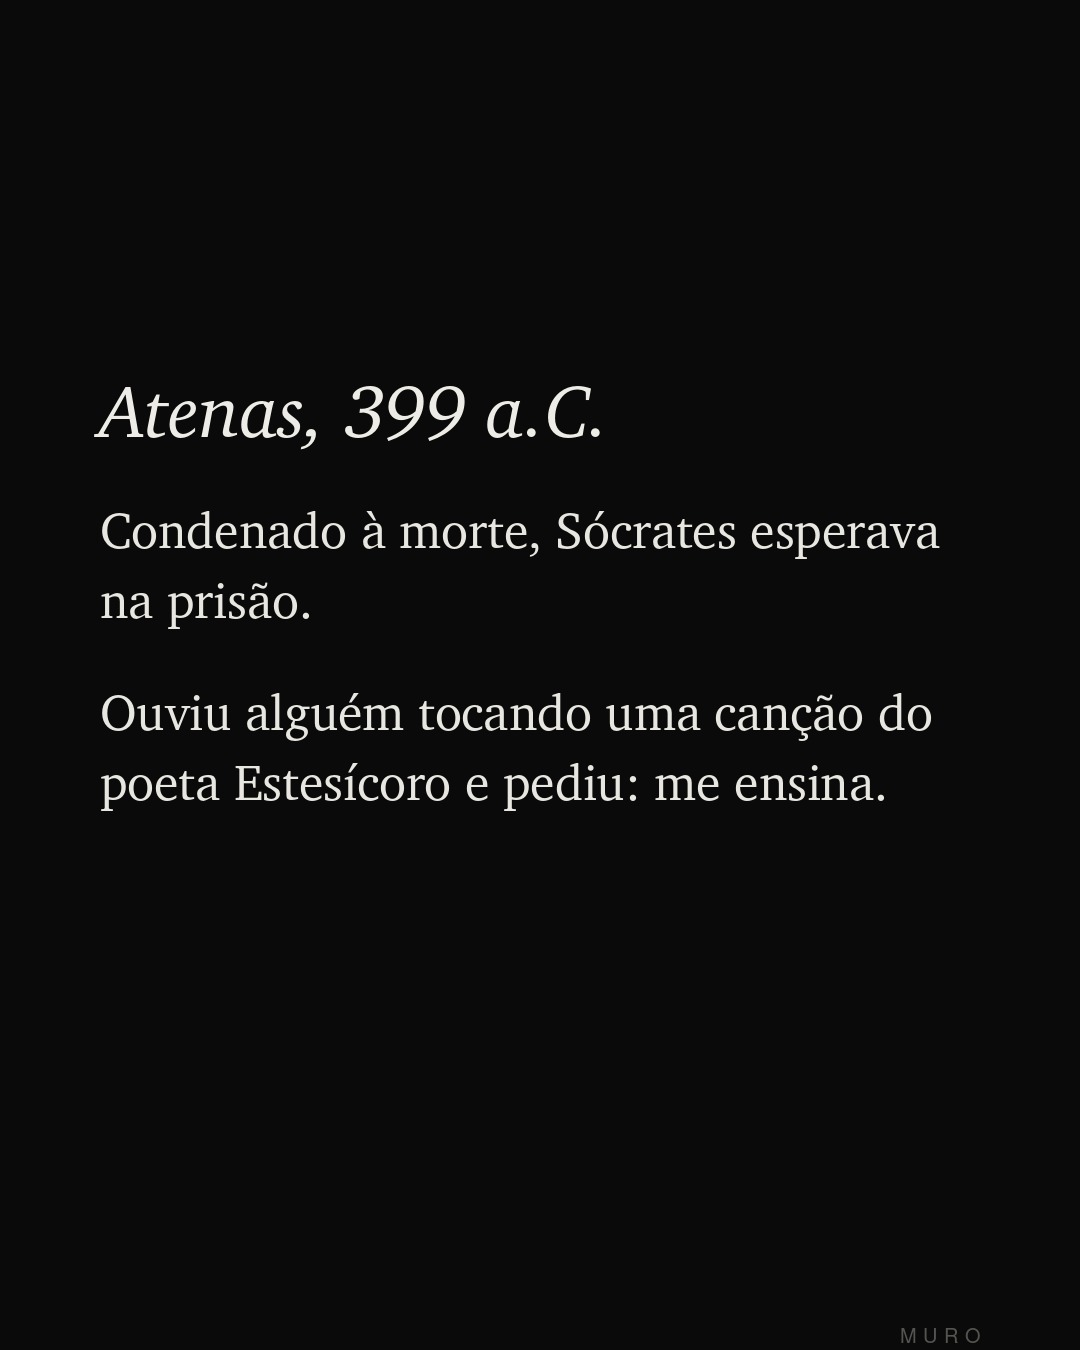 Atenas, 399 a.C.
Condenado à morte, Sócrates esperava
na prisão.
Ouviu alguém tocando uma canção do
poeta Estesícoro e pediu: me ensina.
MURO